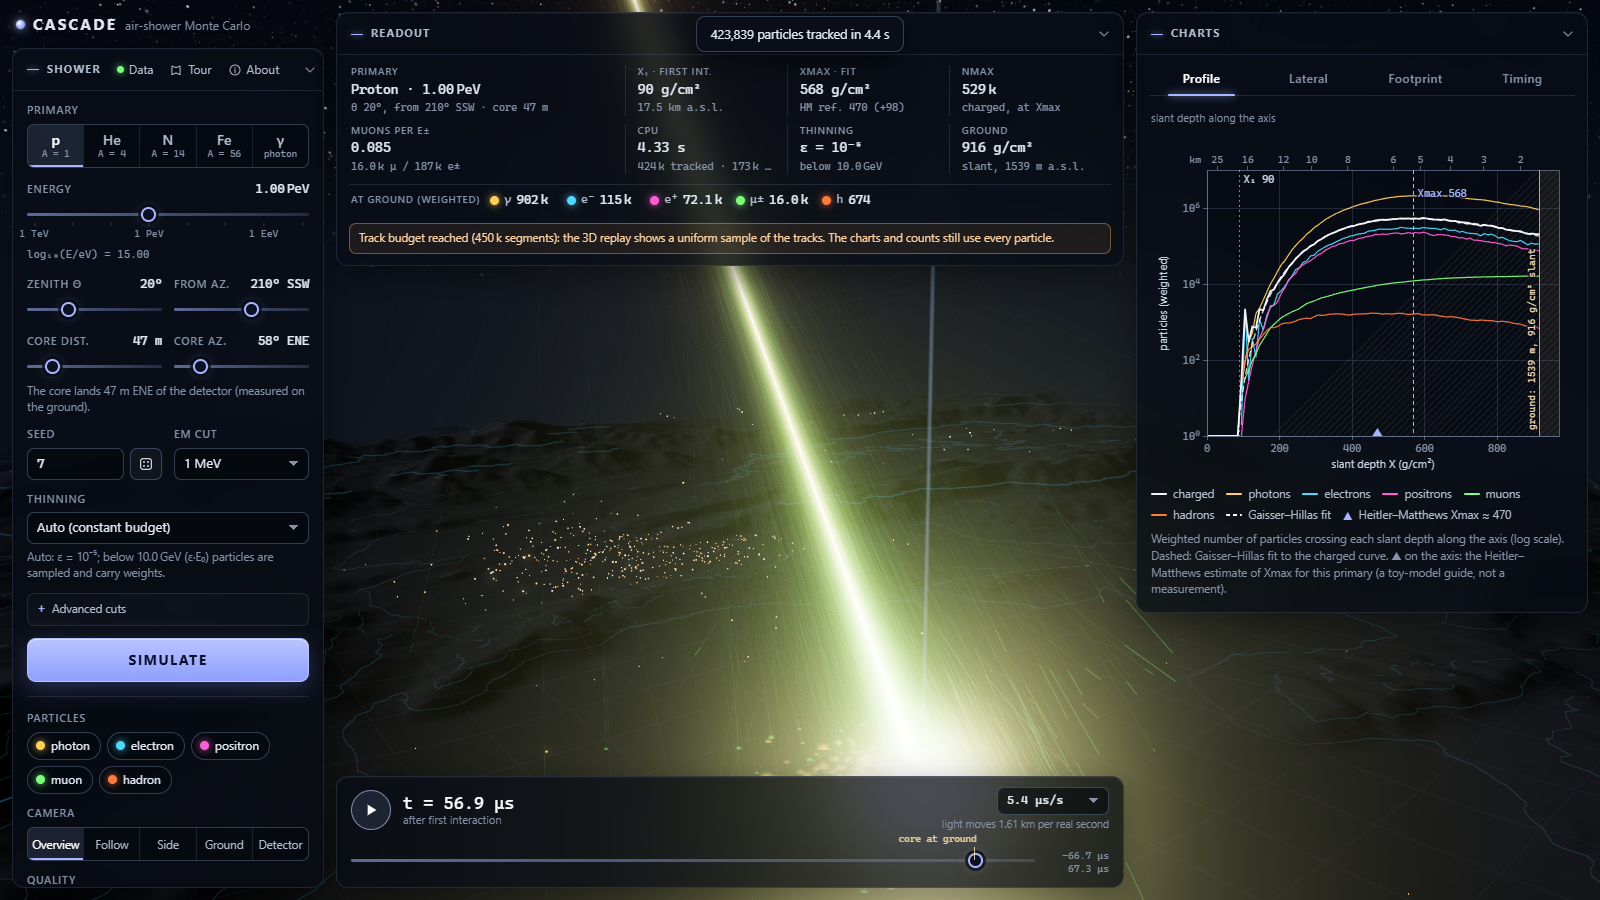 CASCADE air-shower Monte Carlo
SHOWER Data Tour About
PRIMARY
p He N Fe γ
A = 1 A = 4 A = 14 A = 56 photon
ENERGY 1.00 PeV
1 TeV 1 PeV 1 EeV
log₁₀(E/eV) = 15.00
ZENITH Θ 20° FROM AZ. 210° SSW
CORE DIST. 47 m CORE AZ. 58° ENE
The core lands 47 m ENE of the detector (measured on
the ground).
SEED EM CUT
7 1 MeV
THINNING
Auto (constant budget)
Auto: ε = 10⁻⁵; below 10.0 GeV (ε·E₀) particles are
sampled and carry weights.
+ Advanced cuts
SIMULATE
PARTICLES
photon electron positron
muon hadron
CAMERA
Overview Follow Side Ground Detector
QUALITY
READOUT
423,839 particles tracked in 4.4 s
PRIMARY X₁ · FIRST INT. XMAX · FIT NMAX
Proton · 1.00 PeV 90 g/cm² 568 g/cm² 529 k
θ 20°, from 210° SSW · core 47 m 17.5 km a.s.l. HM ref. 470 (+98) charged, at Xmax
MUONS PER E± CPU THINNING GROUND
0.085 4.33 s ε = 10⁻⁵ 916 g/cm²
16.0 k μ / 187 k e± 424 k tracked · 173 k … below 10.0 GeV slant, 1539 m a.s.l.
AT GROUND (WEIGHTED) γ 902 k e⁻ 115 k e⁺ 72.1 k μ± 16.0 k h 674
Track budget reached (450 k segments): the 3D replay shows a uniform sample of the tracks. The charts and counts still use every particle.
t = 56.9 μs
after first interaction
5.4 μs/s
light moves 1.61 km per real second
core at ground
−66.7 μs
67.3 μs
CHARTS
Profile Lateral Footprint Timing
slant depth along the axis
km 25 16 12 10 8 6 5 4 3 2
X₁ 90
Xmax 568
10⁶
10⁴
10²
10⁰
particles (weighted)
ground: 1539 m, 916 g/cm² slant
0 200 400 600 800
slant depth X (g/cm²)
charged photons electrons positrons muons
hadrons Gaisser–Hillas fit Heitler–Matthews Xmax ≈ 470
Weighted number of particles crossing each slant depth along the axis (log scale).
Dashed: Gaisser–Hillas fit to the charged curve. ▲ on the axis: the Heitler–
Matthews estimate of Xmax for this primary (a toy-model guide, not a
measurement).